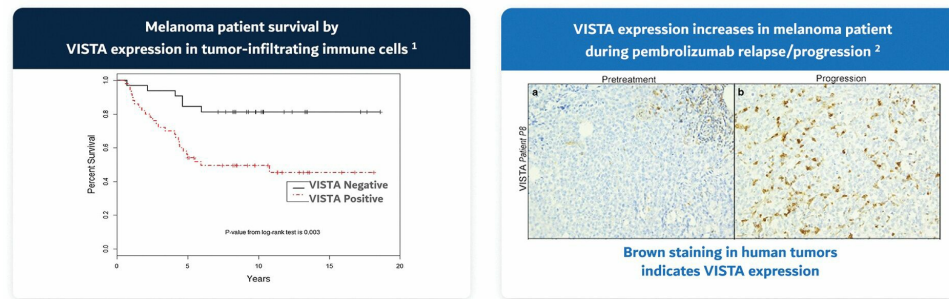 Melanoma patient survival by
VISTA expression in tumor-infiltrating immune cells 1
Percent Survival
1.0
0.8
0.6
0.4
0.2
0.0
VISTA Negative
VISTA Positive
P-value from log-rank test is 0.003
0
5
10
15
20
Years
VISTA expression increases in melanoma patient
during pembrolizumab relapse/progression 2
Pretreatment
Progression
a
b
VISTA Patient P8
Brown staining in human tumors
indicates VISTA expression